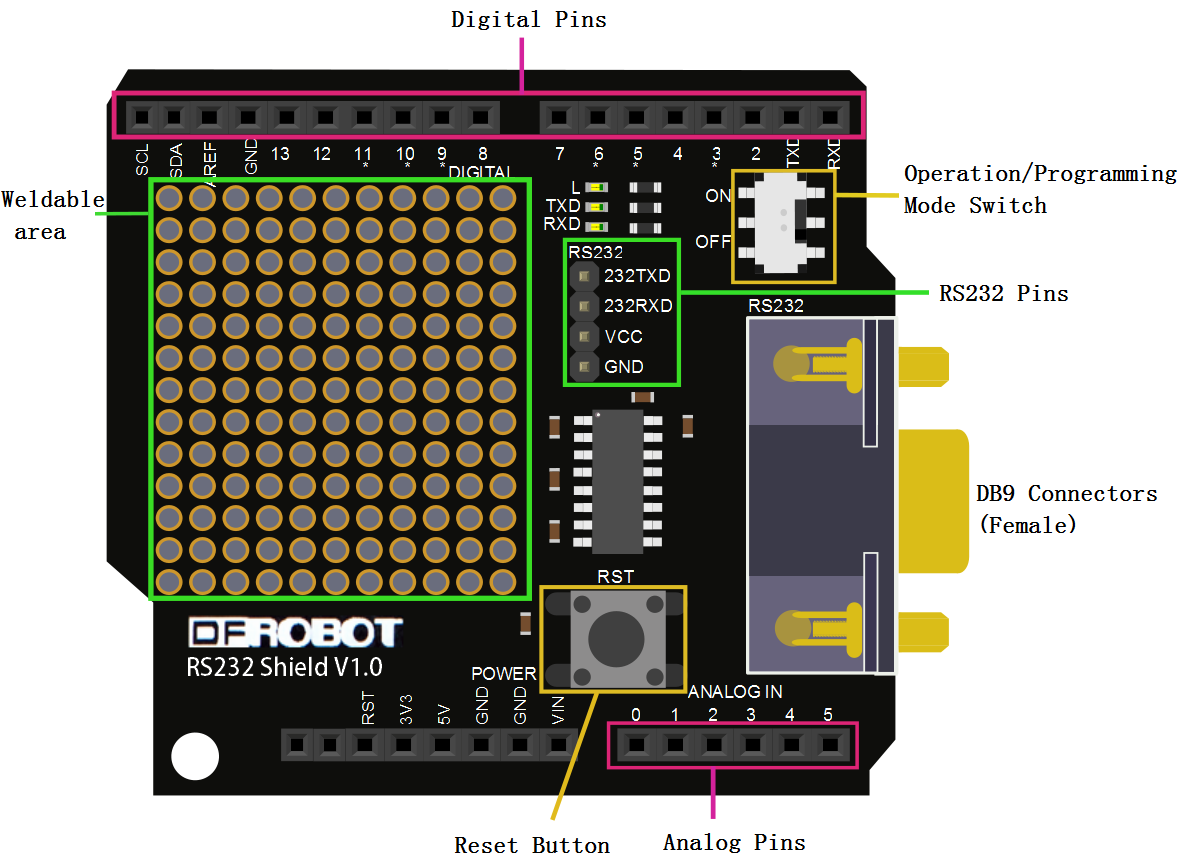 Digital Pins
SCL SDA AREF GND 13 12 11 10 9 8 7 6 5 4 3 2 TXD RXD
* * * * * *
DIGITAL
Operation/Programming
Mode Switch
Weldable
area
L
TXD
RXD
ON
OFF
RS232
232TXD
232RXD
VCC
GND
RS232 Pins
RS232
DB9 Connectors
(Female)
RST
DFROBOT
RS232 Shield V1.0
POWER
RST 3V3 5V GND GND VIN
ANALOG IN
0 1 2 3 4 5
Reset Button
Analog Pins